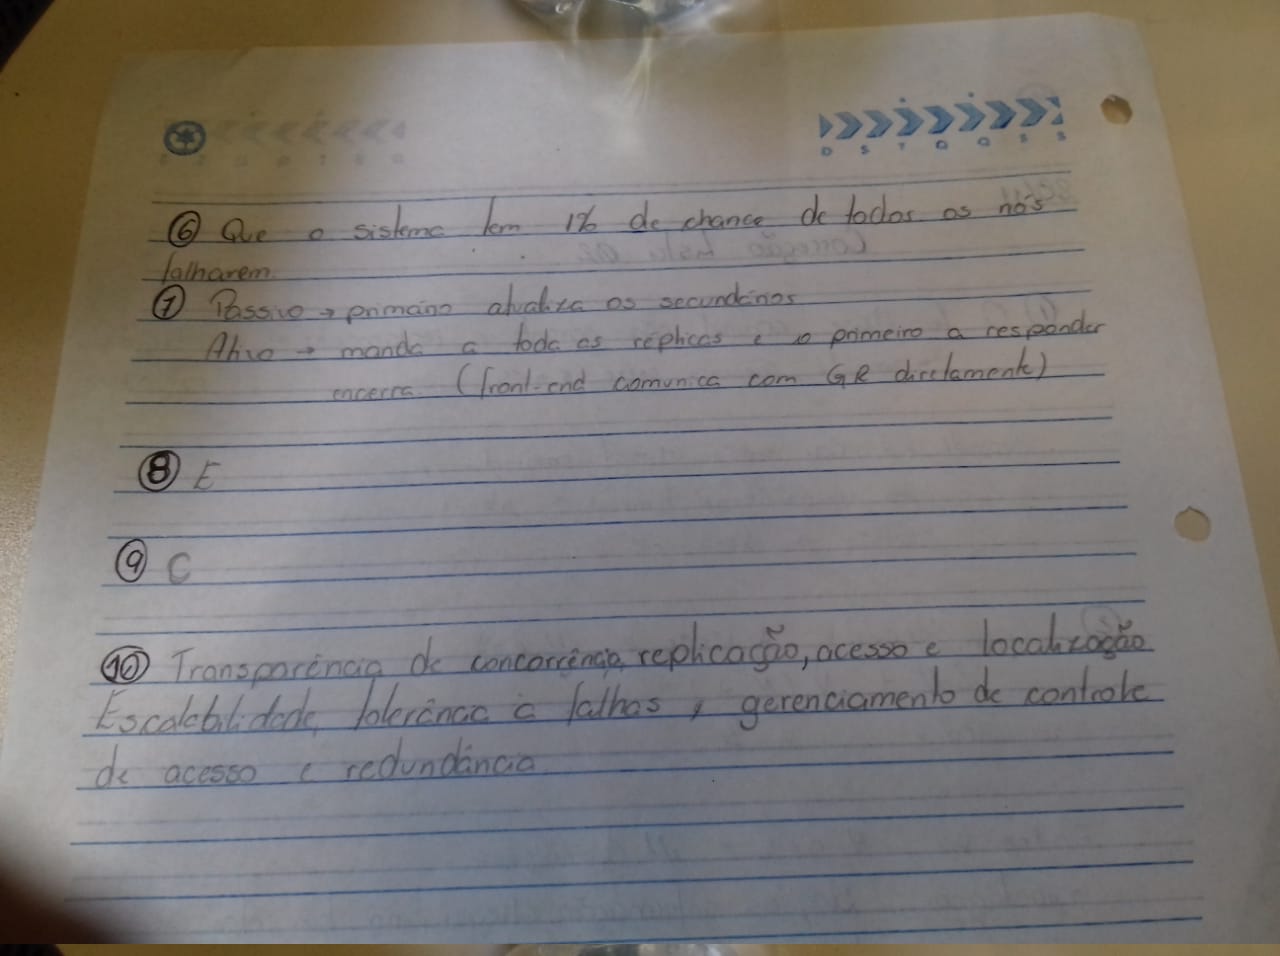 D S T Q Q S S
⑥ Que o sistema tem 1% de chance de todos os nós
falharem.
⑦ Passivo → primário atualiza os secundários
Ativo → manda a toda as réplicas e o primeiro a responder
encerra. (front-end comunica com GR diretamente)
⑧ E
⑨ C
⑩ Transparência de concorrência, replicação, acesso e localização
Escalabilidade, tolerância à falhas, gerenciamento de controle
de acesso e redundância